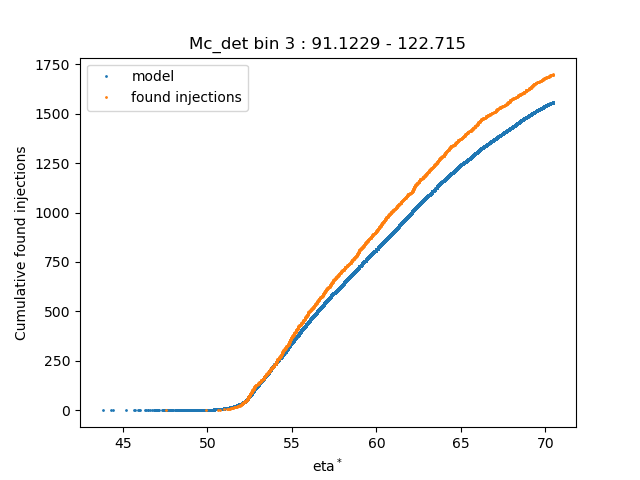 Mc_det bin 3 : 91.1229 - 122.715
model
found injections
1750
1500
1250
1000
750
500
250
0
Cumulative found injections
45 50 55 60 65 70
eta*